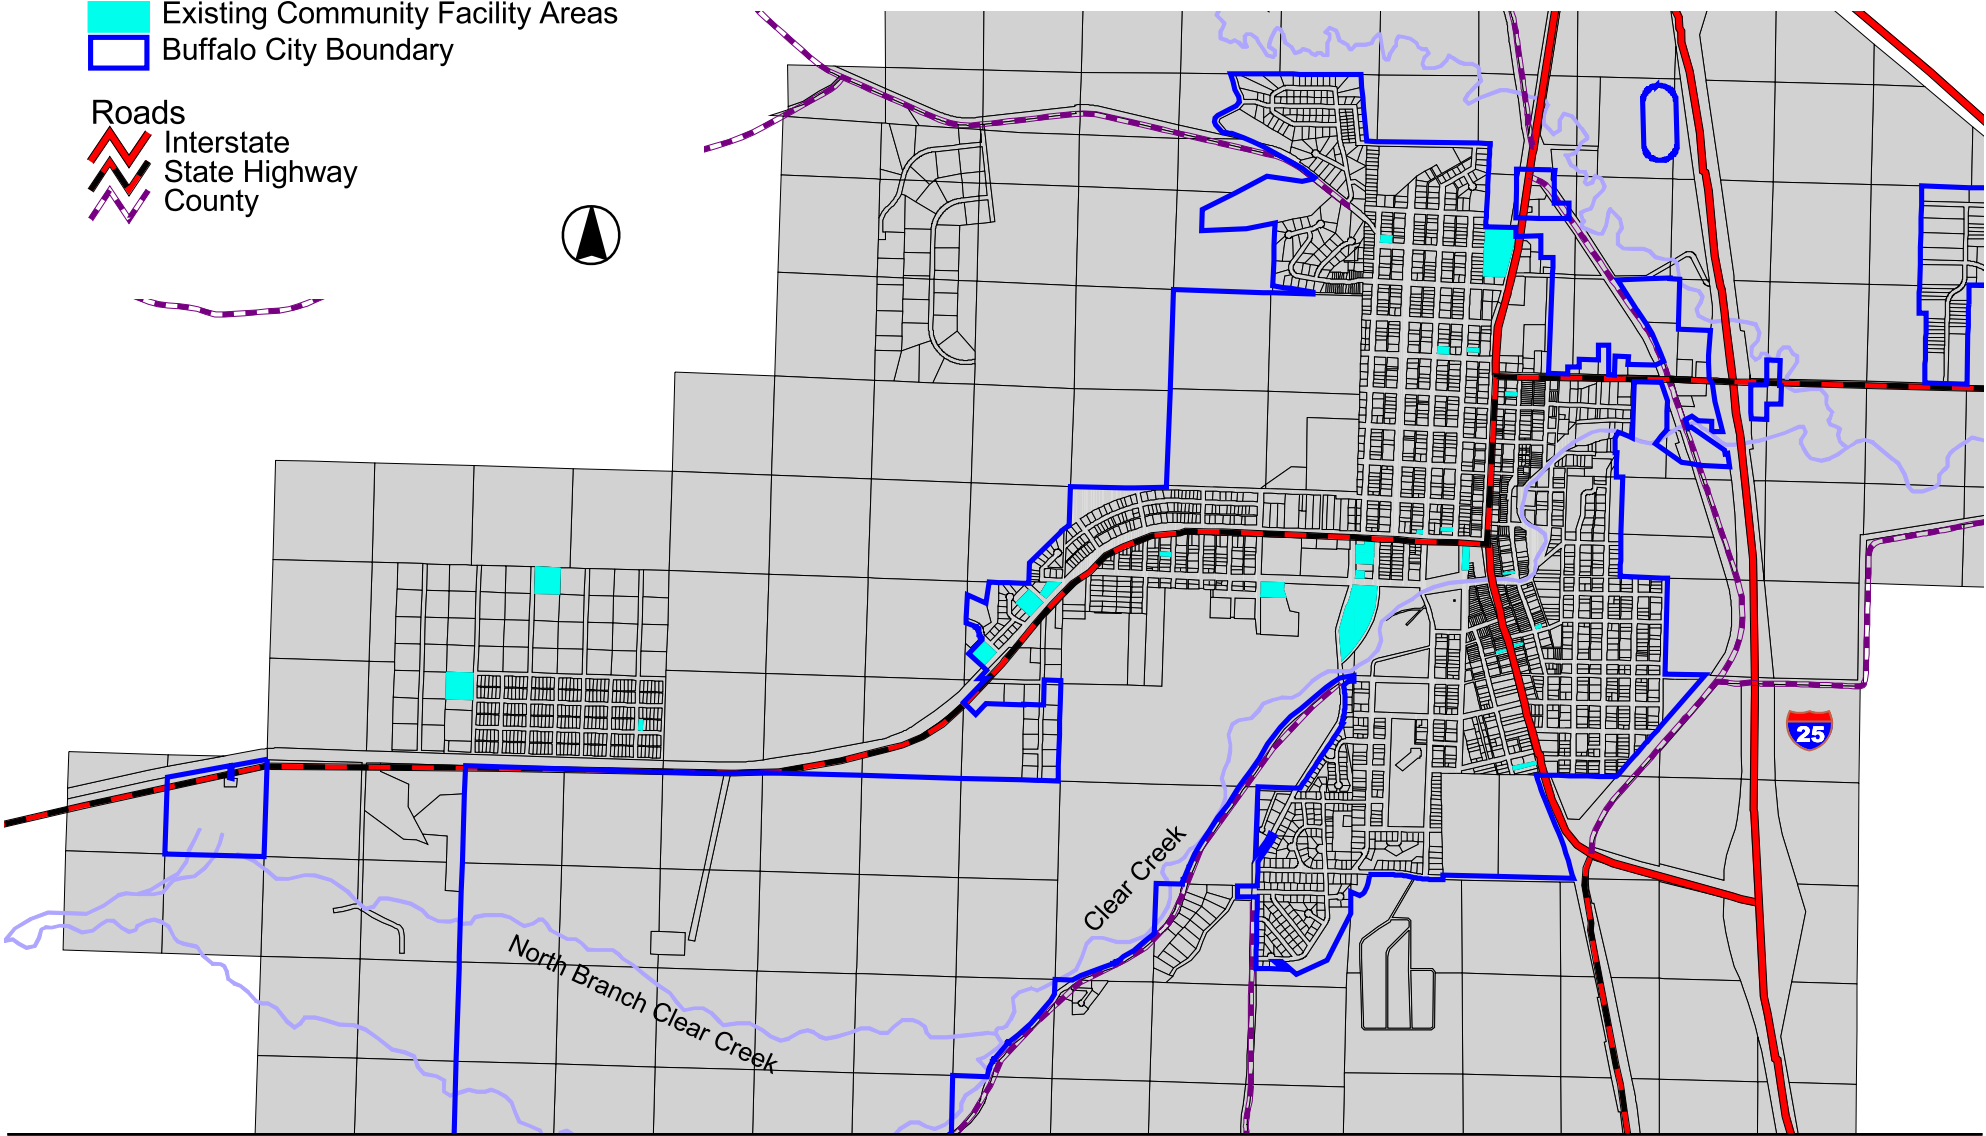 Existing Community Facility Areas
Buffalo City Boundary
Roads
Interstate
State Highway
County
25
Clear Creek
North Branch Clear Creek